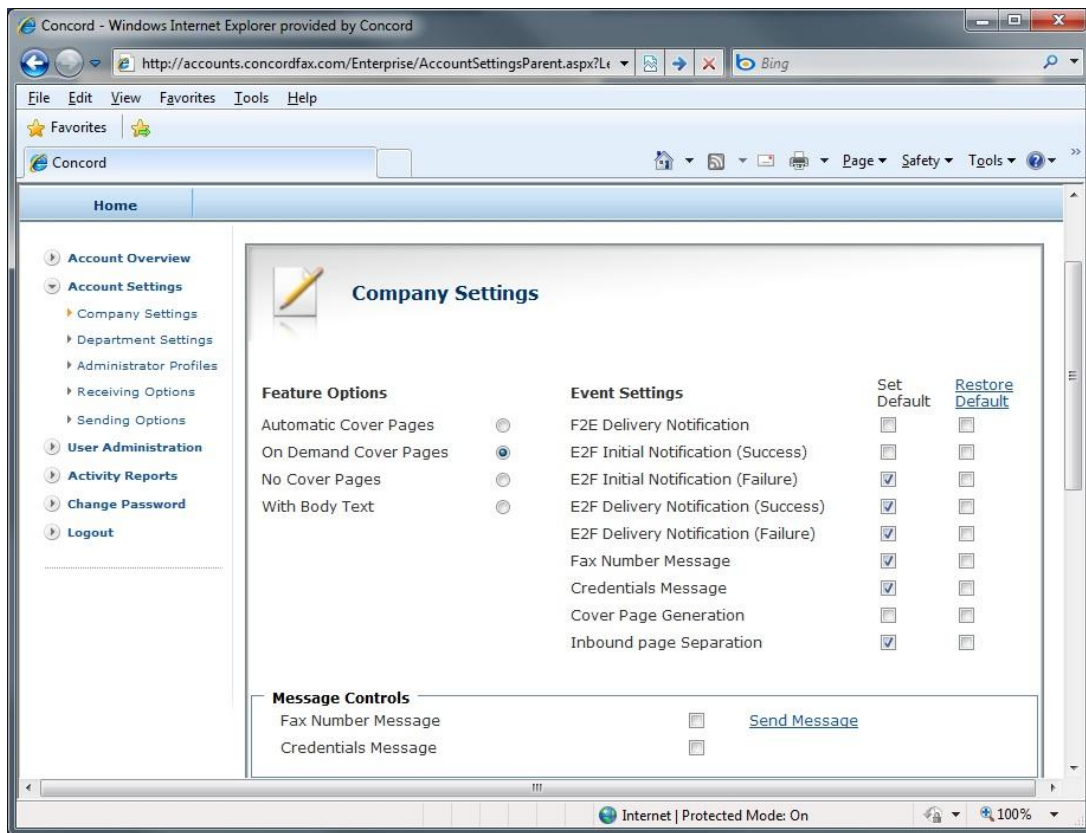 Concord - Windows Internet Explorer provided by Concord
http://accounts.concordfax.com/Enterprise/AccountSettingsParent.aspx?Le
Bing
File Edit View Favorites Tools Help
Favorites
Concord
Page Safety Tools
Home
Account Overview
Account Settings
Company Settings
Department Settings
Administrator Profiles
Receiving Options
Sending Options
User Administration
Activity Reports
Change Password
Logout
Company Settings
Feature Options
Automatic Cover Pages
On Demand Cover Pages
No Cover Pages
With Body Text
Event Settings Set Default Restore Default
F2E Delivery Notification
E2F Initial Notification (Success)
E2F Initial Notification (Failure)
E2F Delivery Notification (Success)
E2F Delivery Notification (Failure)
Fax Number Message
Credentials Message
Cover Page Generation
Inbound page Separation
Message Controls
Fax Number Message Send Message
Credentials Message
Internet | Protected Mode: On 100%